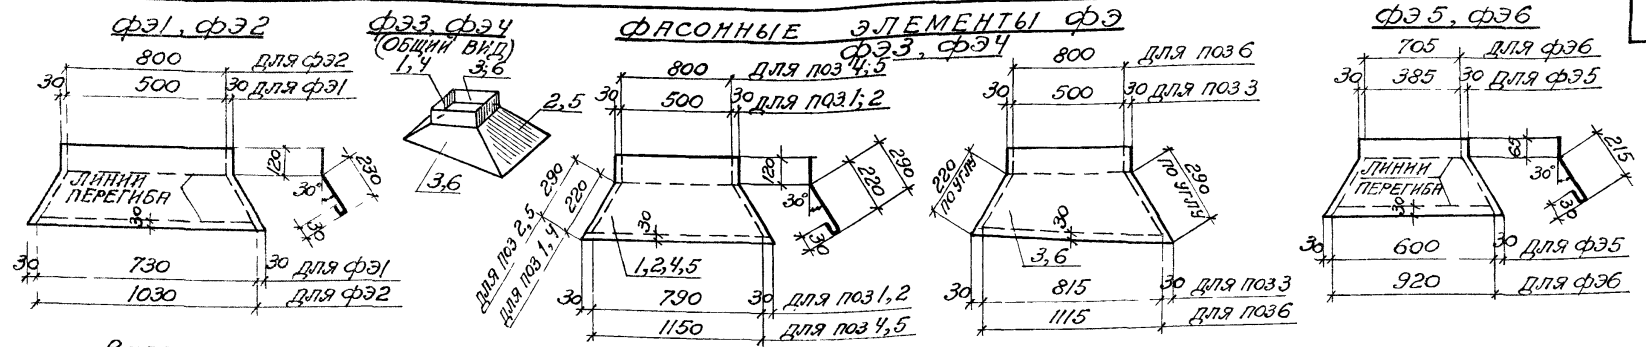 ФАСОННЫЕ ЭЛЕМЕНТЫ ФЭ
ФЭ1, ФЭ2
800 ДЛЯ ФЭ2
30 500 30 ДЛЯ ФЭ1
120
30°
230
30
ЛИНИИ
ПЕРЕГИБА
30
30 730 30 ДЛЯ ФЭ1
1030 ДЛЯ ФЭ2
ФЭ3, ФЭ4
(ОБЩИЙ ВИД)
1,4
3,6
2,5
3,6
ФЭ3, ФЭ4
800 ДЛЯ ПОЗ 4;5
30 500 30 ДЛЯ ПОЗ.1;2
120
30°
220
290
30
290
220
ДЛЯ ПОЗ 2,5
ДЛЯ ПОЗ 1,4
30
1,2,4,5
30 790 30 ДЛЯ ПОЗ 1,2
1150 ДЛЯ ПОЗ 4,5
800 ДЛЯ ПОЗ 6
30 500 30 ДЛЯ ПОЗ 3
220
ПО УГЛУ
290
ПО УГЛУ
30
3,6
30 815 30 ДЛЯ ПОЗ 3
1115 ДЛЯ ПОЗ 6
ФЭ5, ФЭ6
705 ДЛЯ ФЭ6
30 385 30 ДЛЯ ФЭ5
65
30°
215
30
ЛИНИИ
ПЕРЕГИБА
30
30 600 30 ДЛЯ ФЭ5
920 ДЛЯ ФЭ6